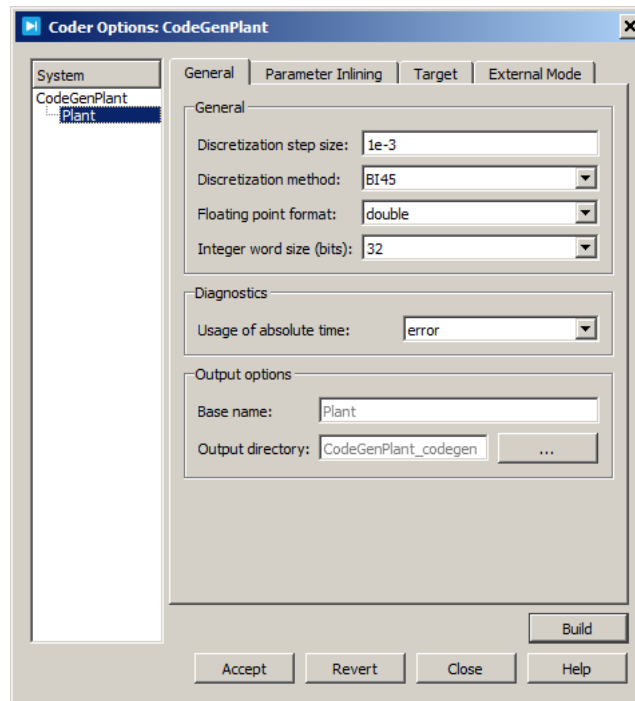 Coder Options: CodeGenPlant
System
CodeGenPlant
Plant
General Parameter Inlining Target External Mode
General
Discretization step size: 1e-3
Discretization method: BI45
Floating point format: double
Integer word size (bits): 32
Diagnostics
Usage of absolute time: error
Output options
Base name: Plant
Output directory: CodeGenPlant_codegen ...
Build
Accept Revert Close Help